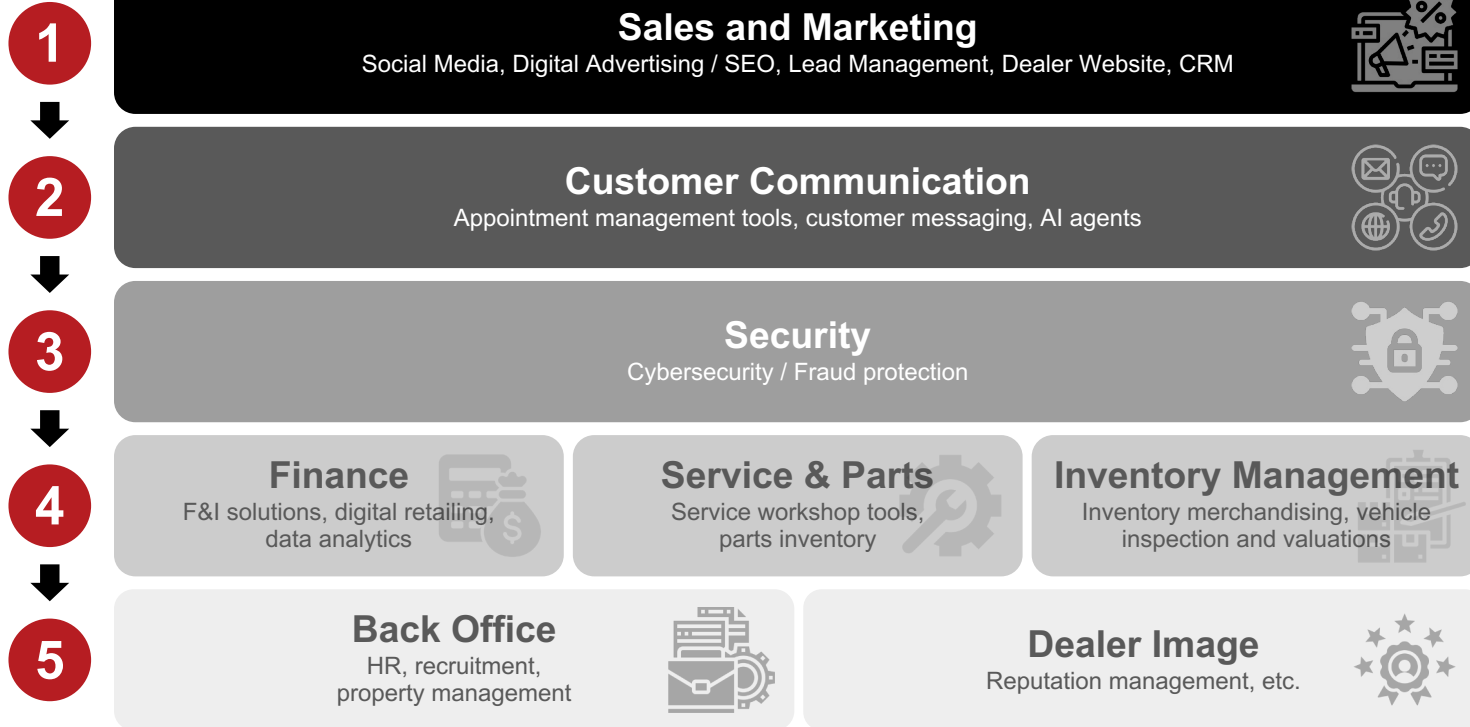 1
Sales and Marketing
Social Media, Digital Advertising / SEO, Lead Management, Dealer Website, CRM
%
2
Customer Communication
Appointment management tools, customer messaging, AI agents
3
Security
Cybersecurity / Fraud protection
4
Finance
F&I solutions, digital retailing,
data analytics
$
Service & Parts
Service workshop tools,
parts inventory
Inventory Management
Inventory merchandising, vehicle
inspection and valuations
5
Back Office
HR, recruitment,
property management
Dealer Image
Reputation management, etc.